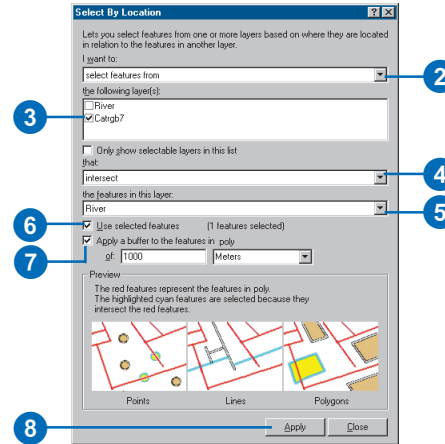 Select By Location
? X
Lets you select features from one or more layers based on where they are located
in relation to the features in another layer.
I want to:
select features from
2
the following layer(s):
River
3
Catrgb7
Only show selectable layers in this list
that:
intersect
4
the features in this layer:
River
5
6
Use selected features (1 features selected)
7
Apply a buffer to the features in poly
of: 1000 Meters
Preview
The red features represent the features in poly.
The highlighted cyan features are selected because they
intersect the red features.
Points Lines Polygons
8
Apply Close